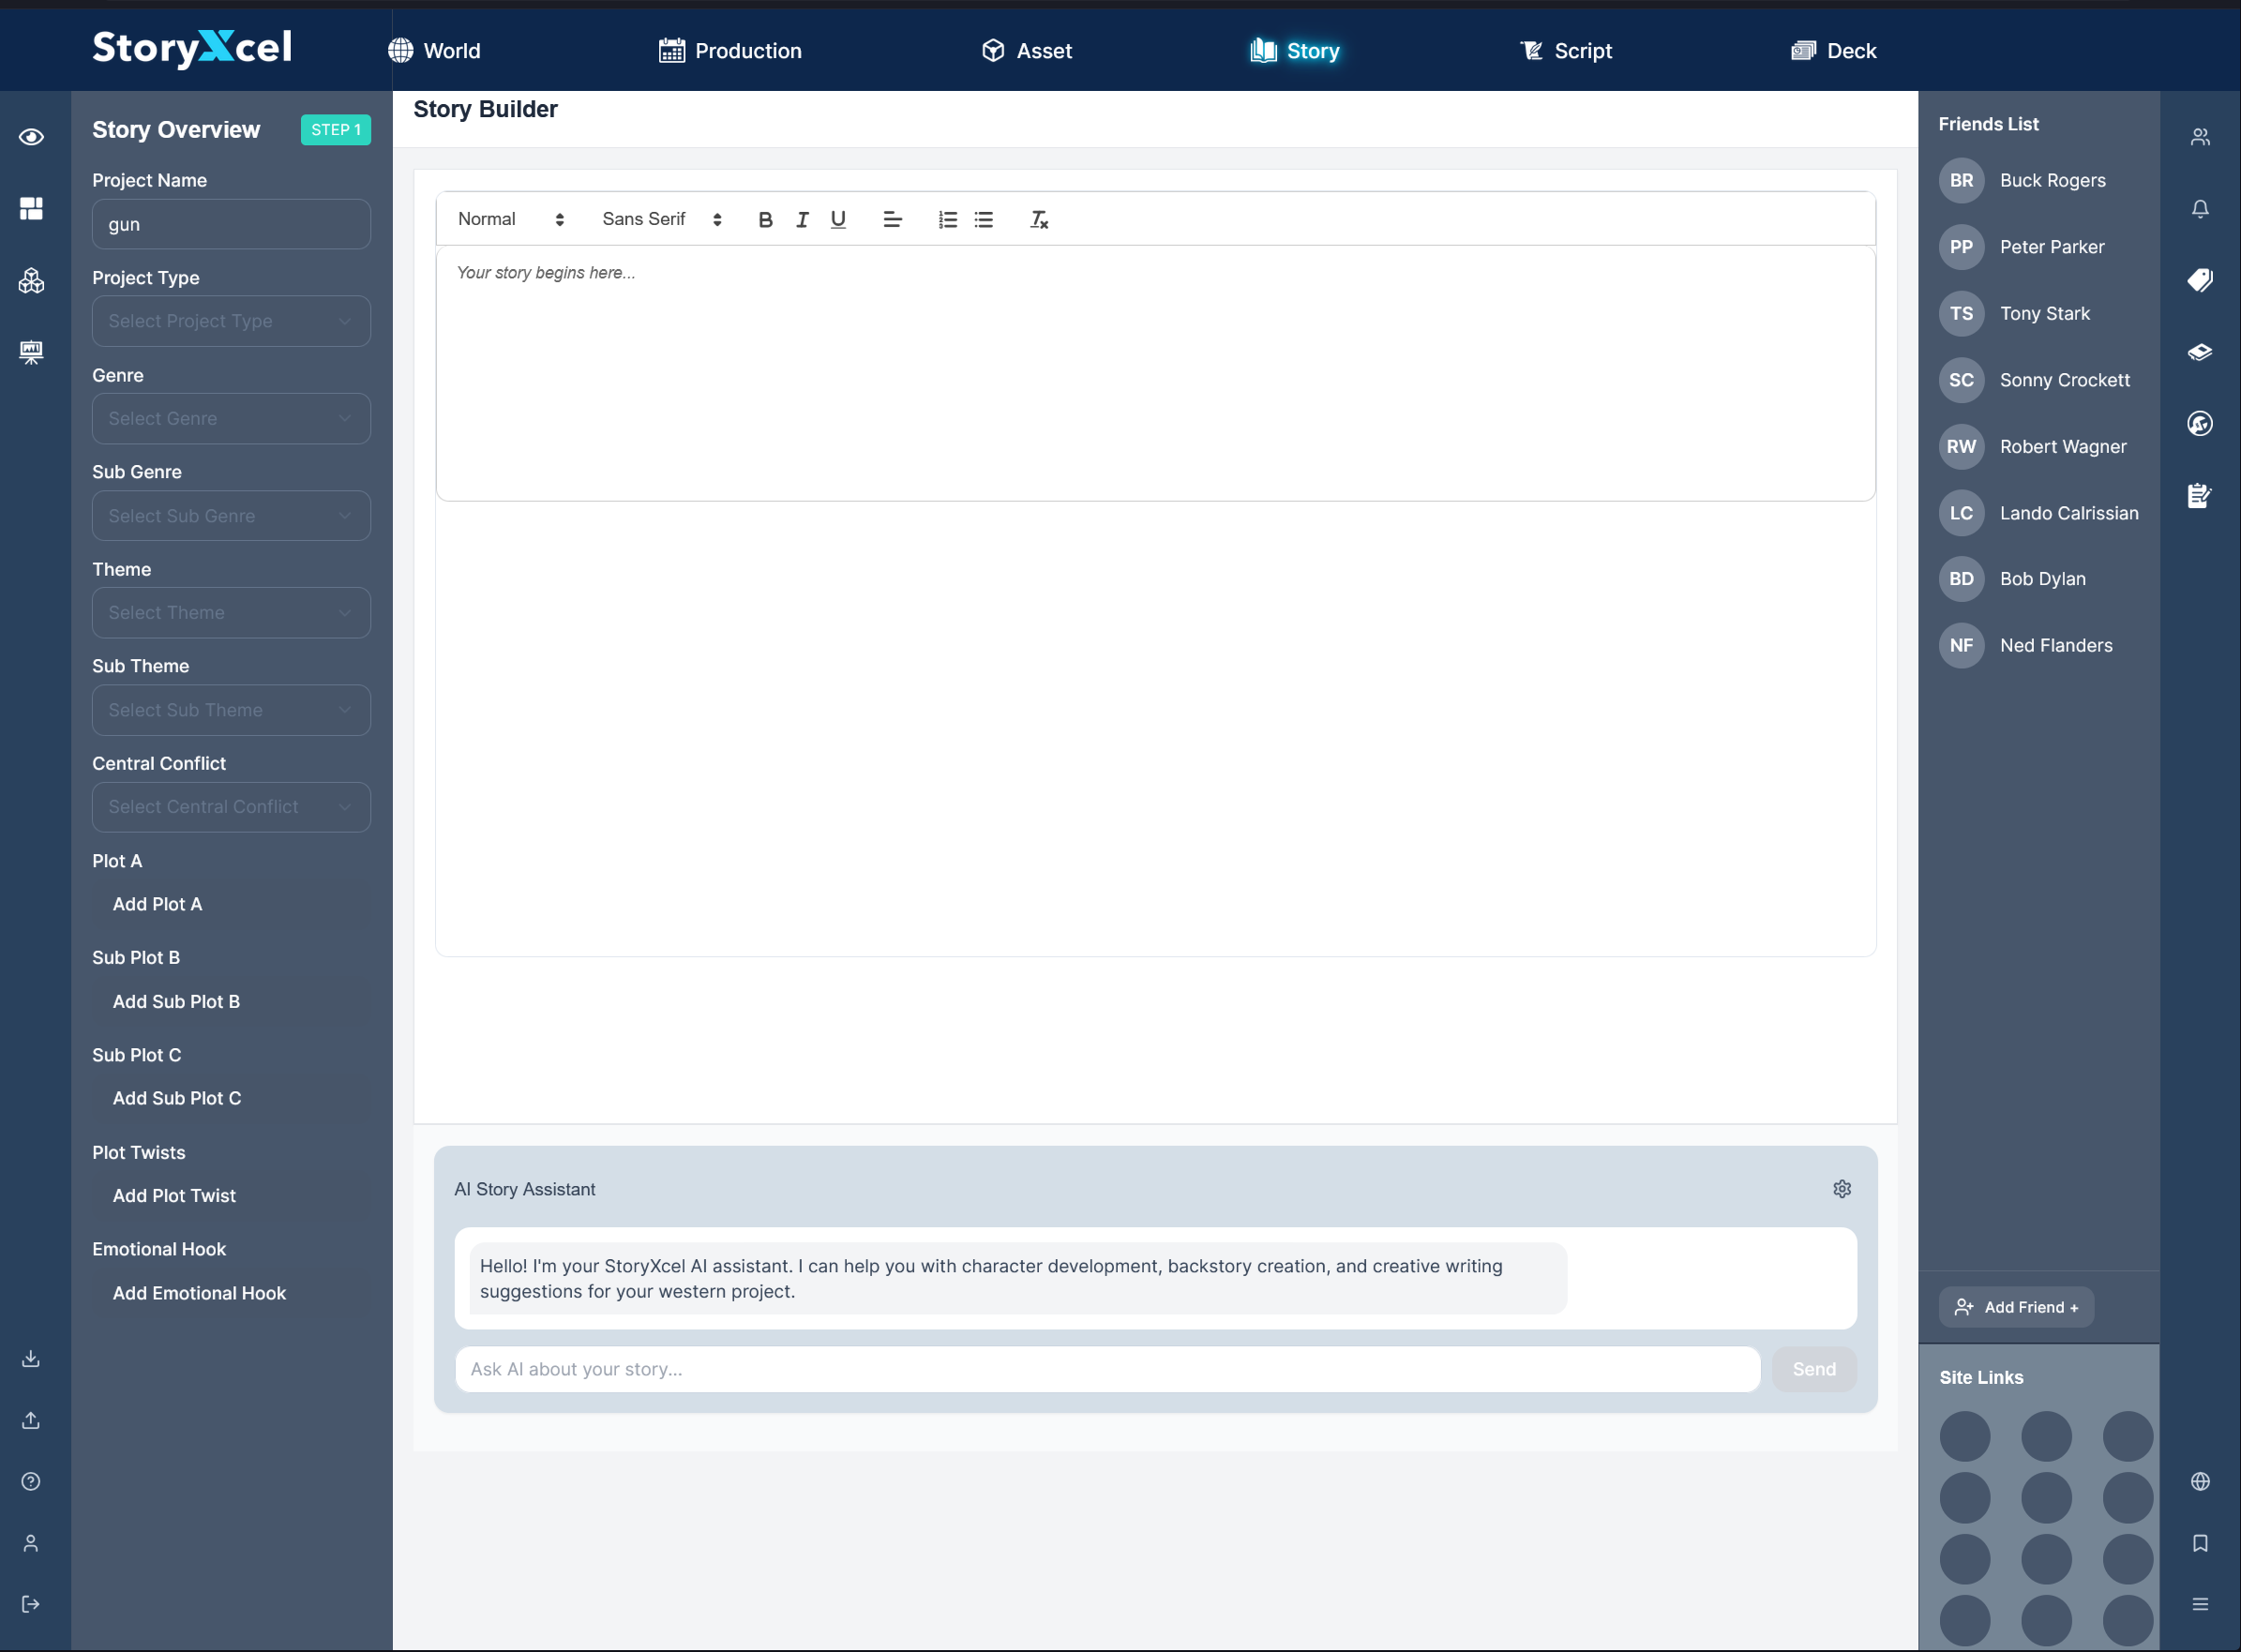 StoryXcel
World
Production
Asset
Story
Script
Deck
Story Overview
STEP 1
Project Name
gun
Project Type
Select Project Type
Genre
Select Genre
Sub Genre
Select Sub Genre
Theme
Select Theme
Sub Theme
Select Sub Theme
Central Conflict
Select Central Conflict
Plot A
Add Plot A
Sub Plot B
Add Sub Plot B
Sub Plot C
Add Sub Plot C
Plot Twists
Add Plot Twist
Emotional Hook
Add Emotional Hook
Story Builder
Normal
Sans Serif
B I U
Your story begins here...
AI Story Assistant
Hello! I'm your StoryXcel AI assistant. I can help you with character development, backstory creation, and creative writing
suggestions for your western project.
Ask AI about your story...
Send
Friends List
BR Buck Rogers
PP Peter Parker
TS Tony Stark
SC Sonny Crockett
RW Robert Wagner
LC Lando Calrissian
BD Bob Dylan
NF Ned Flanders
Add Friend +
Site Links